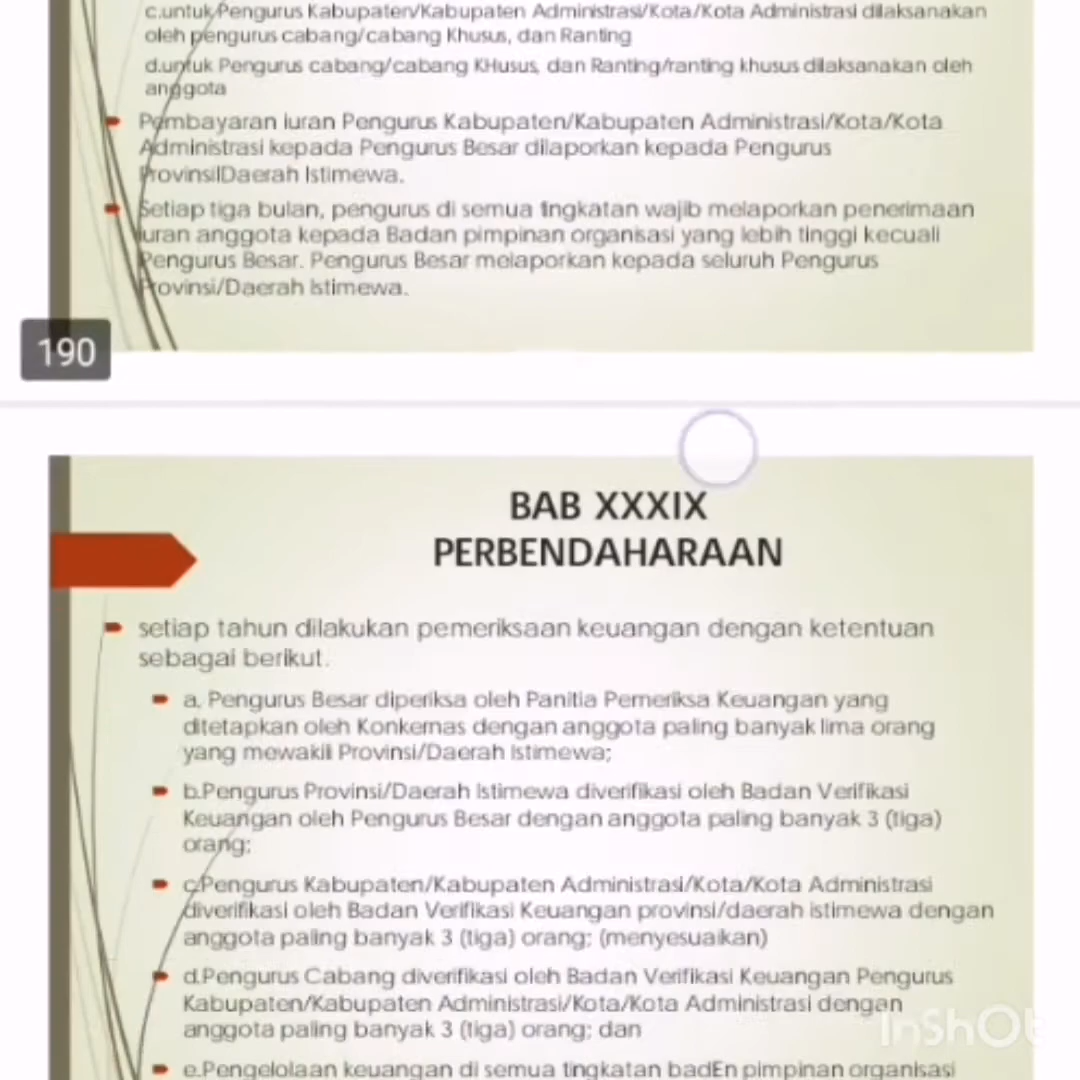 c.untuk Pengurus Kabupaten/Kabupaten Administrasi/Kota/Kota Administrasi dilaksanakan
oleh pengurus cabang/cabang Khusus, dan Ranting
d.untuk Pengurus cabang/cabang KHusus, dan Ranting/ranting khusus dilaksanakan oleh
anggota
Pembayaran iuran Pengurus Kabupaten/Kabupaten Administrasi/Kota/Kota
Administrasi kepada Pengurus Besar dilaporkan kepada Pengurus
ProvinsilDaerah Istimewa.
Setiap tiga bulan, pengurus di semua tingkatan wajib melaporkan penerimaan
iuran anggota kepada Badan pimpinan organisasi yang lebih tinggi kecuali
Pengurus Besar. Pengurus Besar melaporkan kepada seluruh Pengurus
Provinsi/Daerah Istimewa.
190
BAB XXXIX
PERBENDAHARAAN
setiap tahun dilakukan pemeriksaan keuangan dengan ketentuan
sebagai berikut.
a. Pengurus Besar diperiksa oleh Panitia Pemeriksa Keuangan yang
ditetapkan oleh Konkernas dengan anggota paling banyak lima orang
yang mewakili Provinsi/Daerah Istimewa;
b.Pengurus Provinsi/Daerah Istimewa diverifikasi oleh Badan Verifikasi
Keuangan oleh Pengurus Besar dengan anggota paling banyak 3 (tiga)
orang;
c.Pengurus Kabupaten/Kabupaten Administrasi/Kota/Kota Administrasi
diverifikasi oleh Badan Verifikasi Keuangan provinsi/daerah istimewa dengan
anggota paling banyak 3 (tiga) orang; (menyesuaikan)
d.Pengurus Cabang diverifikasi oleh Badan Verifikasi Keuangan Pengurus
Kabupaten/Kabupaten Administrasi/Kota/Kota Administrasi dengan
anggota paling banyak 3 (tiga) orang; dan
e.Pengelolaan keuangan di semua tingkatan badEn pimpinan organisasi
InShOt